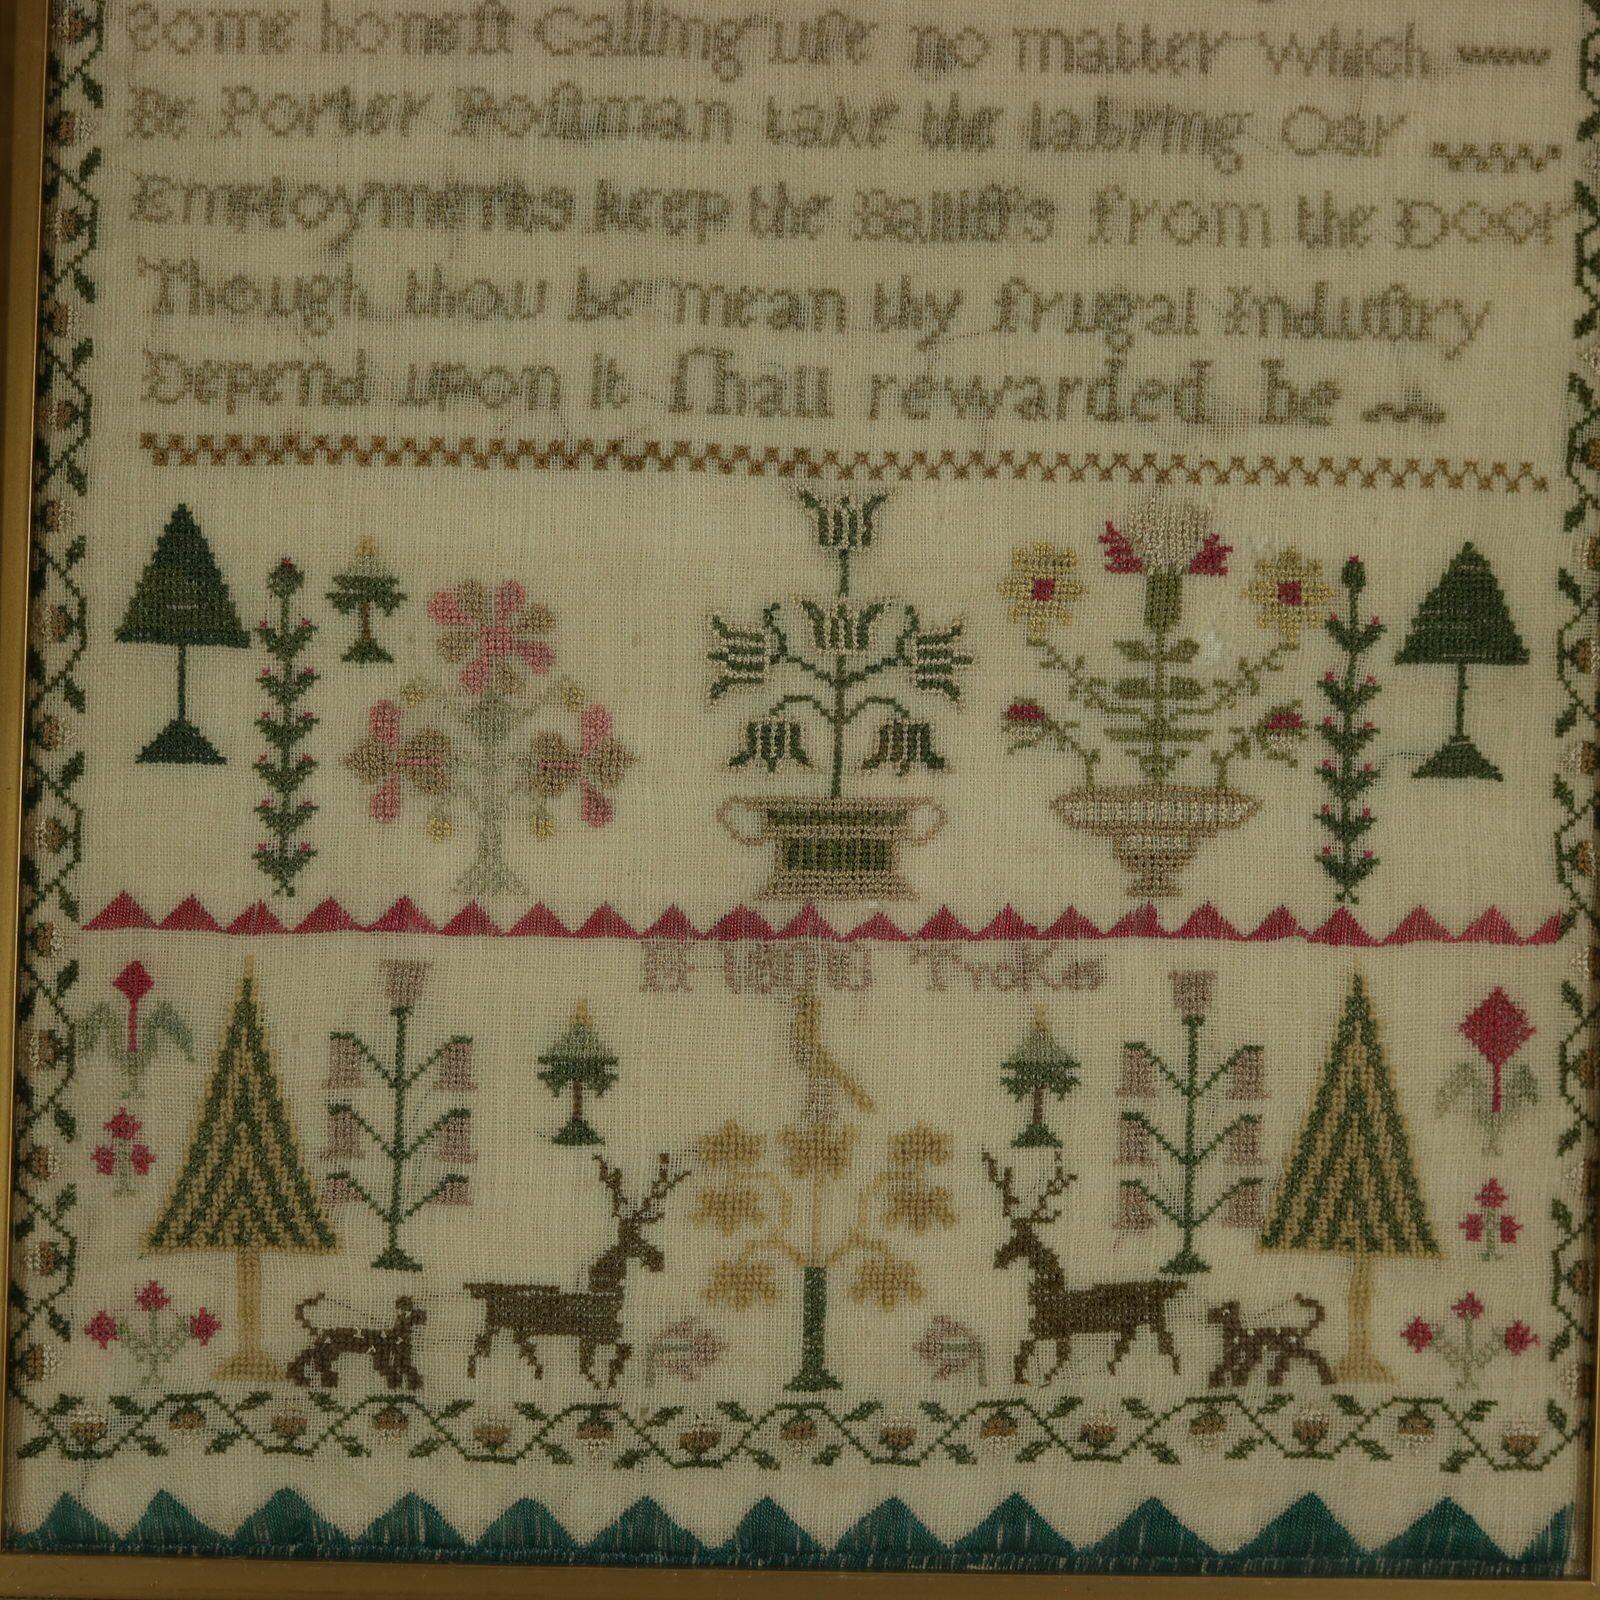 Some honeſt Calling uſe no matter which
Be Porter Poſtman take the labring Oar
Employments keep the Bailiffs from the Door
Though thou be mean thy frugal Induſtry
Depend upon it ſhall rewarded be